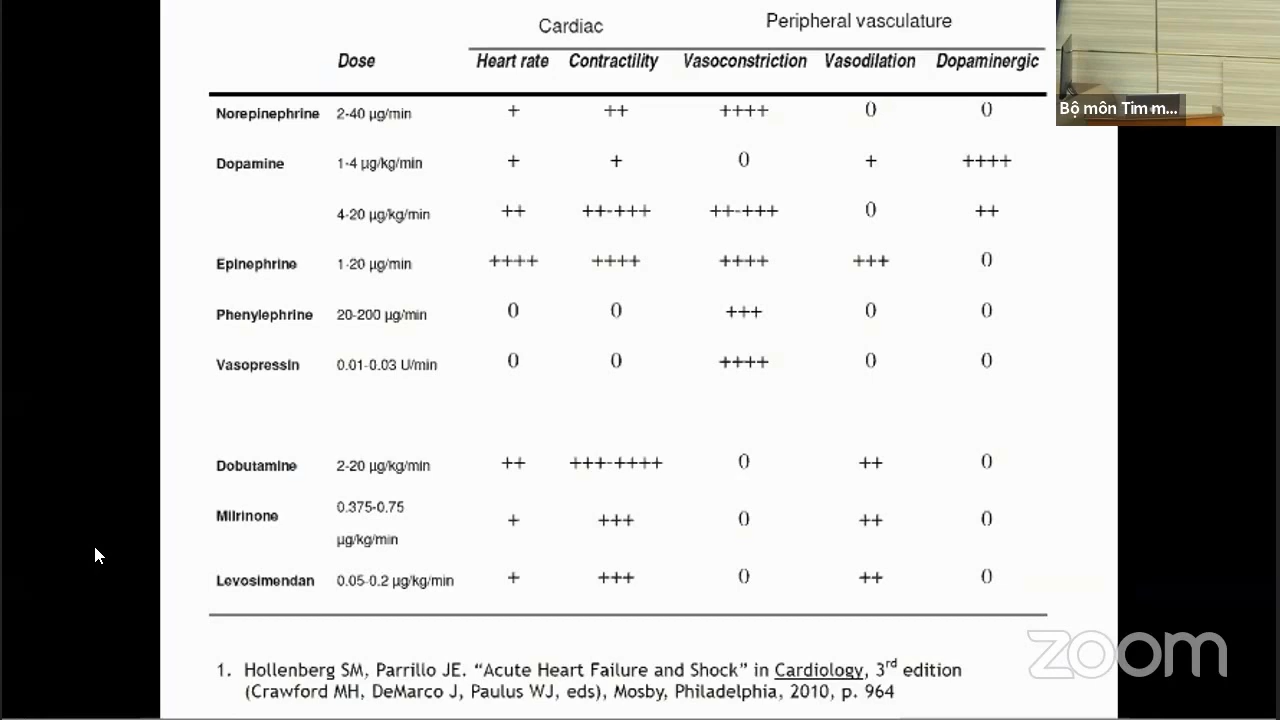 Cardiac Peripheral vasculature
Dose Heart rate Contractility Vasoconstriction Vasodilation Dopaminergic
Norepinephrine 2-40 µg/min + ++ ++++ 0 0
Dopamine 1-4 µg/kg/min + + 0 + ++++
4-20 µg/kg/min ++ ++-+++ ++-+++ 0 ++
Epinephrine 1-20 µg/min ++++ ++++ ++++ +++ 0
Phenylephrine 20-200 µg/min 0 0 +++ 0 0
Vasopressin 0.01-0.03 U/min 0 0 ++++ 0 0
Dobutamine 2-20 µg/kg/min ++ +++-++++ 0 ++ 0
Milrinone 0.375-0.75 µg/kg/min + +++ 0 ++ 0
Levosimendan 0.05-0.2 µg/kg/min + +++ 0 ++ 0
1. Hollenberg SM, Parrillo JE. “Acute Heart Failure and Shock” in Cardiology, 3rd edition
(Crawford MH, DeMarco J, Paulus WJ, eds), Mosby, Philadelphia, 2010, p. 964
Bộ môn Tim m...
zoom